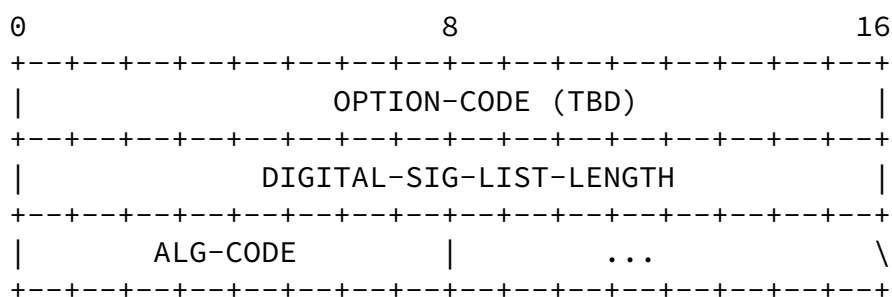 0                       8                      16
+--+--+--+--+--+--+--+--+--+--+--+--+--+--+--+--+
|                 OPTION-CODE (TBD)             |
+--+--+--+--+--+--+--+--+--+--+--+--+--+--+--+--+
|             DIGITAL-SIG-LIST-LENGTH           |
+--+--+--+--+--+--+--+--+--+--+--+--+--+--+--+--+
|       ALG-CODE        |        ...            \
+--+--+--+--+--+--+--+--+--+--+--+--+--+--+--+--+